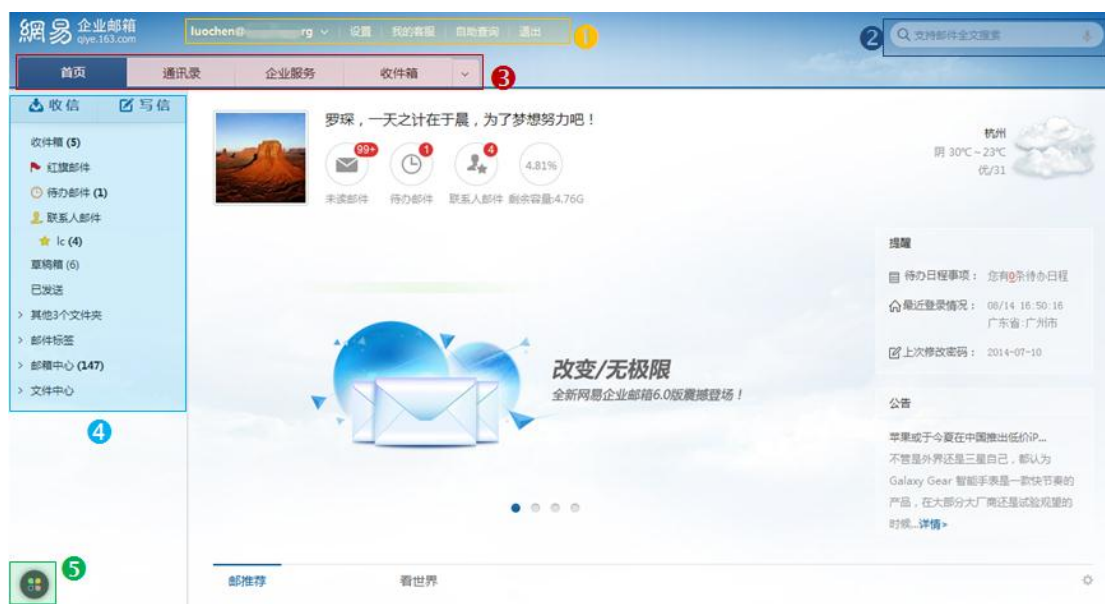 網易 企业邮箱
qiye.163.com
luochen@ rg 设置 我的客服 自助查询 退出
1
2
支持邮件全文搜索
首页 通讯录 企业服务 收件箱
3
收信 写信
收件箱 (5)
红旗邮件
待办邮件 (1)
联系人邮件
lc (4)
草稿箱 (6)
已发送
其他3个文件夹
邮件标签
邮箱中心 (147)
文件中心
4
5
罗琛，一天之计在于晨，为了梦想努力吧！
99+ 1 4 4.81%
未读邮件 待办邮件 联系人邮件 剩余容量:4.76G
杭州
阴 30℃~23℃
优/31
改变/无极限
全新网易企业邮箱6.0版震撼登场！
提醒
待办日程事项： 您有0条待办日程
最近登录情况： 08/14 16:50:16
广东省·广州市
上次修改密码： 2014-07-10
公告
苹果或于今夏在中国推出低价iP...
不管是外界还是三星自己，都认为
Galaxy Gear 智能手表是一款快节奏的
产品，在大部分大厂商还是试验观望的
时候...详情>
邮推荐 看世界